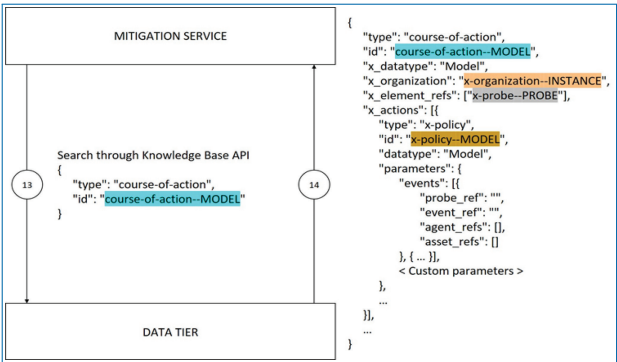 MITIGATION SERVICE
Search through Knowledge Base API
{
"type": "course-of-action",
"id": "course-of-action--MODEL"
}
13
14
DATA TIER
{
"type": "course-of-action",
"id": "course-of-action--MODEL",
"x_datatype": "Model",
"x_organization": "x-organization--INSTANCE",
"x_element_refs": ["x-probe--PROBE"],
"x_actions": [{
"type": "x-policy",
"id": "x-policy--MODEL",
"datatype": "Model",
"parameters": {
"events": [{
"probe_ref": "",
"event_ref": "",
"agent_refs": [],
"asset_refs": []
}, { ... }],
< Custom parameters >
},
...
}],
...
}